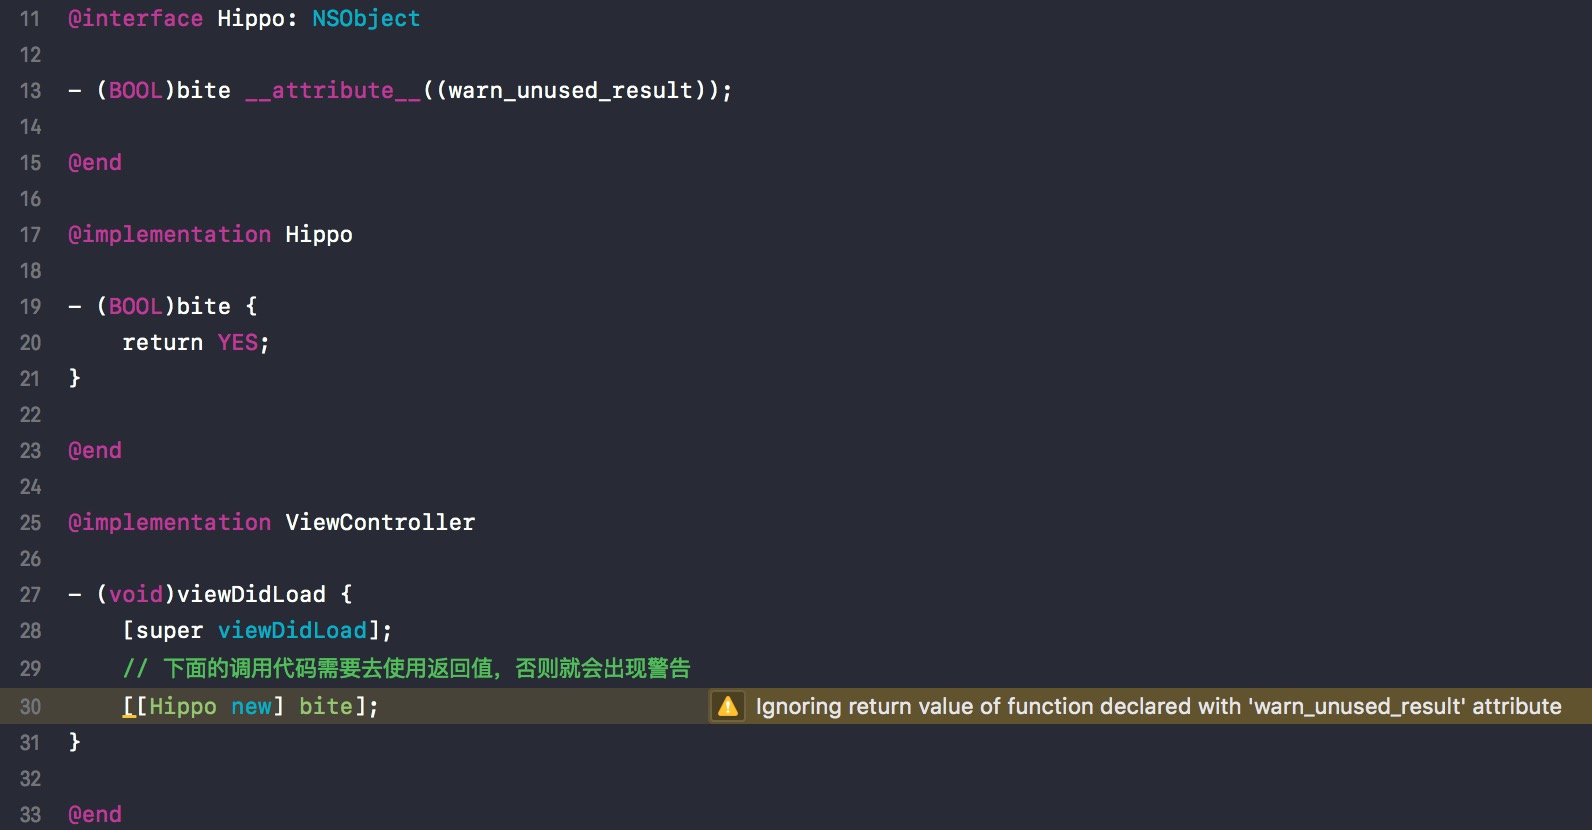 11 @interface Hippo: NSObject
12
13 - (BOOL)bite __attribute__((warn_unused_result));
14
15 @end
16
17 @implementation Hippo
18
19 - (BOOL)bite {
20     return YES;
21 }
22
23 @end
24
25 @implementation ViewController
26
27 - (void)viewDidLoad {
28     [super viewDidLoad];
29     // 下面的调用代码需要去使用返回值，否则就会出现警告
30     [[Hippo new] bite]; Ignoring return value of function declared with 'warn_unused_result' attribute
31 }
32
33 @end